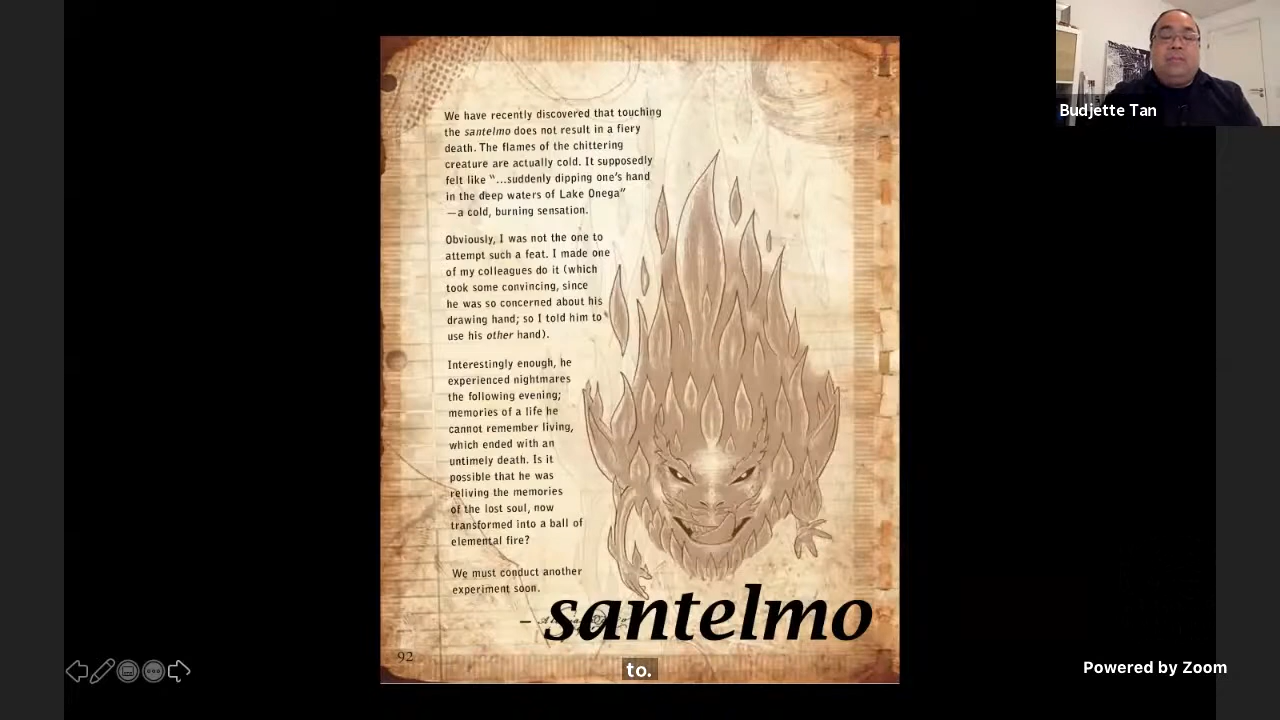 Budjette Tan
We have recently discovered that touching
the santelmo does not result in a fiery
death. The flames of the chittering
creature are actually cold. It supposedly
felt like “...suddenly dipping one’s hand
in the deep waters of Lake Onega”
—a cold, burning sensation.
Obviously, I was not the one to
attempt such a feat. I made one
of my colleagues do it (which
took some convincing, since
he was so concerned about his
drawing hand; so I told him to
use his other hand).
Interestingly enough, he
experienced nightmares
the following evening;
memories of a life he
cannot remember living,
which ended with an
untimely death. Is it
possible that he was
reliving the memories
of the lost soul, now
transformed into a ball of
elemental fire?
We must conduct another
experiment soon.
–
santelmo
92
to.
Powered by Zoom